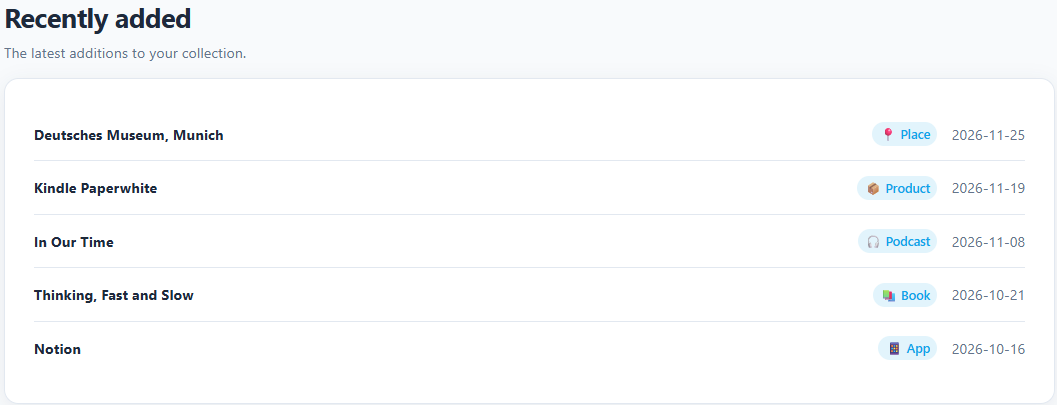 Recently added
The latest additions to your collection.
Deutsches Museum, Munich Place 2026-11-25
Kindle Paperwhite Product 2026-11-19
In Our Time Podcast 2026-11-08
Thinking, Fast and Slow Book 2026-10-21
Notion App 2026-10-16